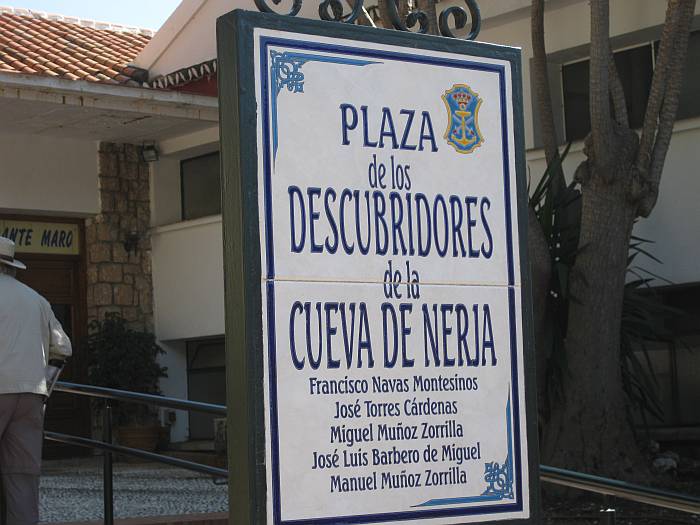 PLAZA
de los
DESCUBRIDORES
de la
CUEVA DE NERJA
Francisco Navas Montesinos
José Torres Cárdenas
Miguel Muñoz Zorrilla
José Luis Barbero de Miguel
Manuel Muñoz Zorrilla
ANTE MARO